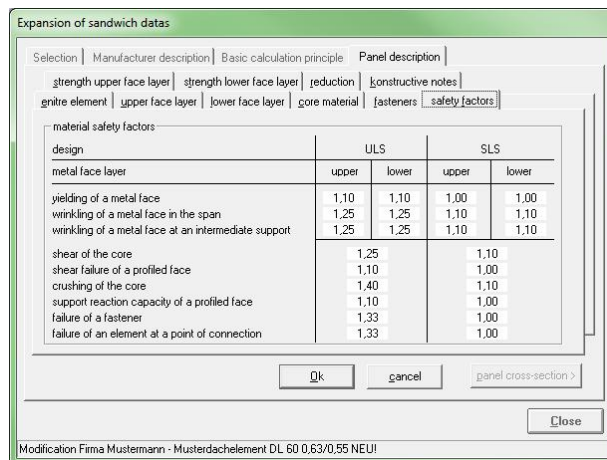 Expansion of sandwich datas
Selection Manufacturer description Basic calculation principle Panel description
strength upper face layer strength lower face layer reduction konstructive notes
enitre element upper face layer lower face layer core material fasteners safety factors
material safety factors
design ULS SLS
metal face layer upper lower upper lower
yielding of a metal face 1,10 1,10 1,00 1,00
wrinkling of a metal face in the span 1,25 1,25 1,10 1,10
wrinkling of a metal face at an intermediate support 1,25 1,25 1,10 1,10
shear of the core 1,25 1,10
shear failure of a profiled face 1,10 1,00
crushing of the core 1,40 1,10
support reaction capacity of a profiled face 1,10 1,00
failure of a fastener 1,33 1,00
failure of an element at a point of connection 1,33 1,00
Ok cancel panel cross-section >
Close
Modification Firma Mustermann - Musterdachelement DL 60 0,63/0,55 NEU!